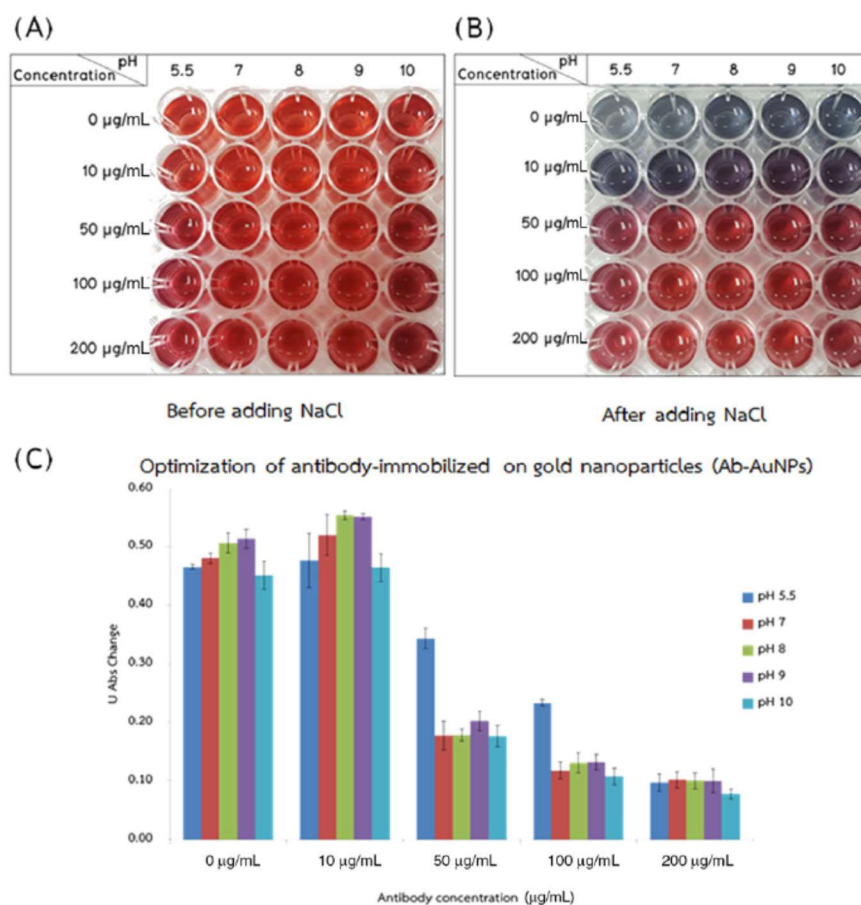 (A)
pH
Concentration
5.5 7 8 9 10
0 µg/mL
10 µg/mL
50 µg/mL
100 µg/mL
200 µg/mL
Before adding NaCl
(B)
pH
Concentration
5.5 7 8 9 10
0 µg/mL
10 µg/mL
50 µg/mL
100 µg/mL
200 µg/mL
After adding NaCl
(C)
Optimization of antibody-immobilized on gold nanoparticles (Ab-AuNPs)
U Abs Change
0.60
0.50
0.40
0.30
0.20
0.10
0.00
0 µg/mL 10 µg/mL 50 µg/mL 100 µg/mL 200 µg/mL
Antibody concentration (µg/mL)
pH 5.5
pH 7
pH 8
pH 9
pH 10